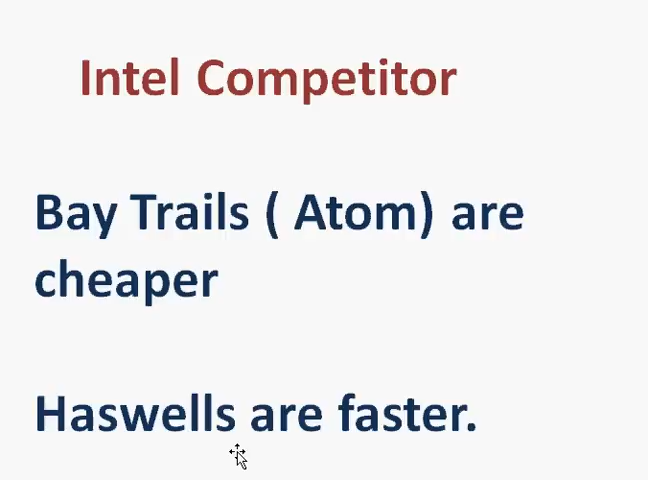 Intel Competitor
Bay Trails ( Atom) are
cheaper
Haswells are faster.